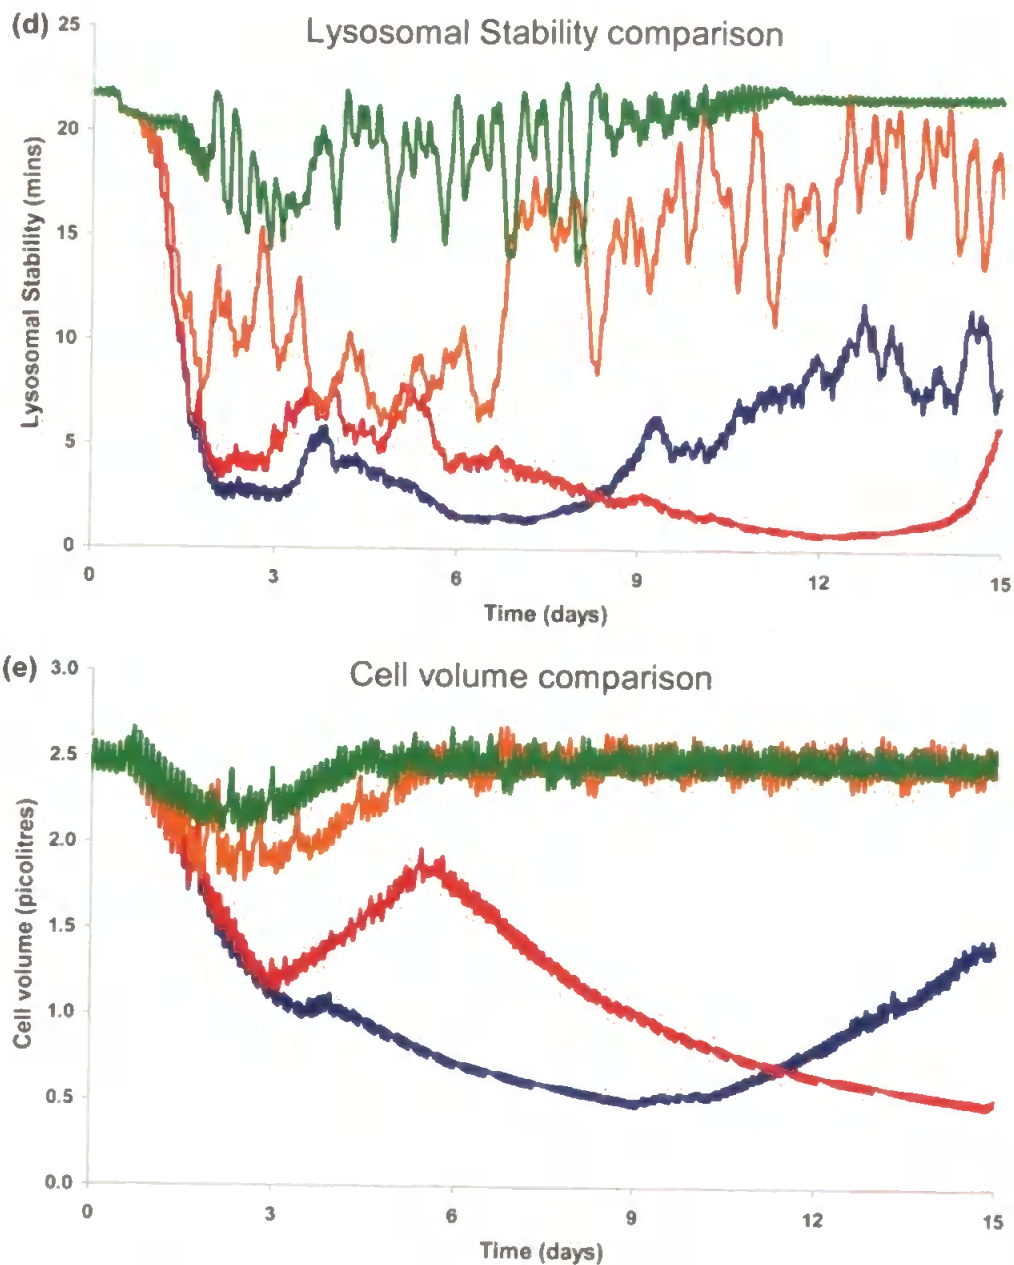 (d) 25 Lysosomal Stability comparison
20
15
10
5
0
Lysosomal Stability (mins)
0 3 6 9 12 15
Time (days)
(e) 3.0 Cell volume comparison
2.5
2.0
1.5
1.0
0.5
0.0
Cell volume (picolitres)
0 3 6 9 12 15
Time (days)